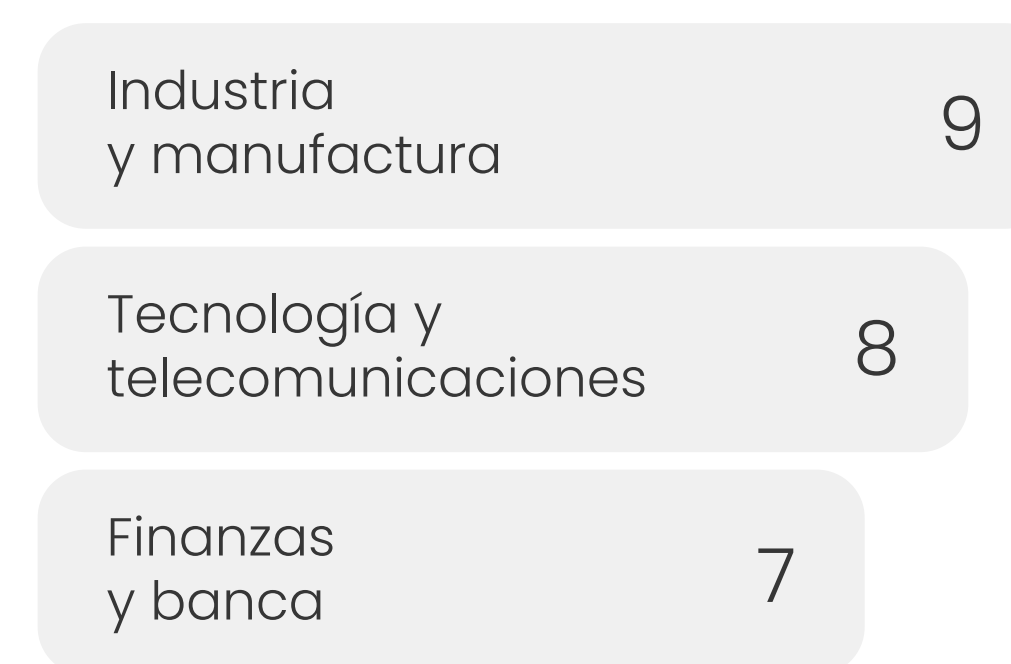 Industria
y manufactura
9
Tecnología y
telecomunicaciones
8
Finanzas
y banca
7